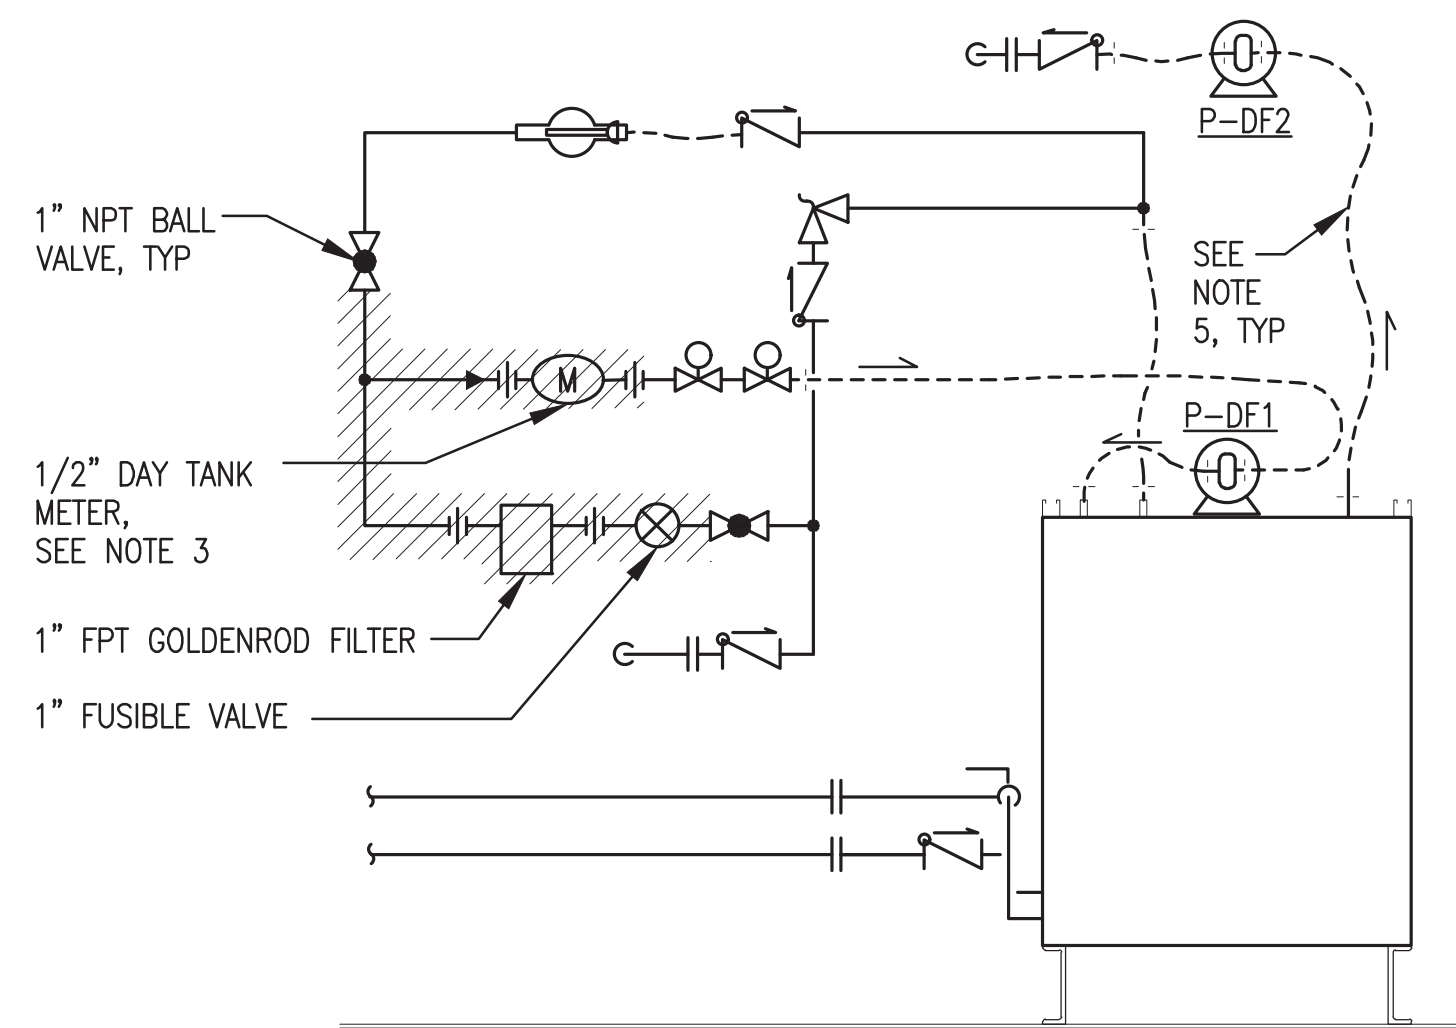 P-DF2
1” NPT BALL
VALVE, TYP
SEE
NOTE
5, TYP
M
P-DF1
1/2” DAY TANK
METER,
SEE NOTE 3
1” FPT GOLDENROD FILTER
1” FUSIBLE VALVE